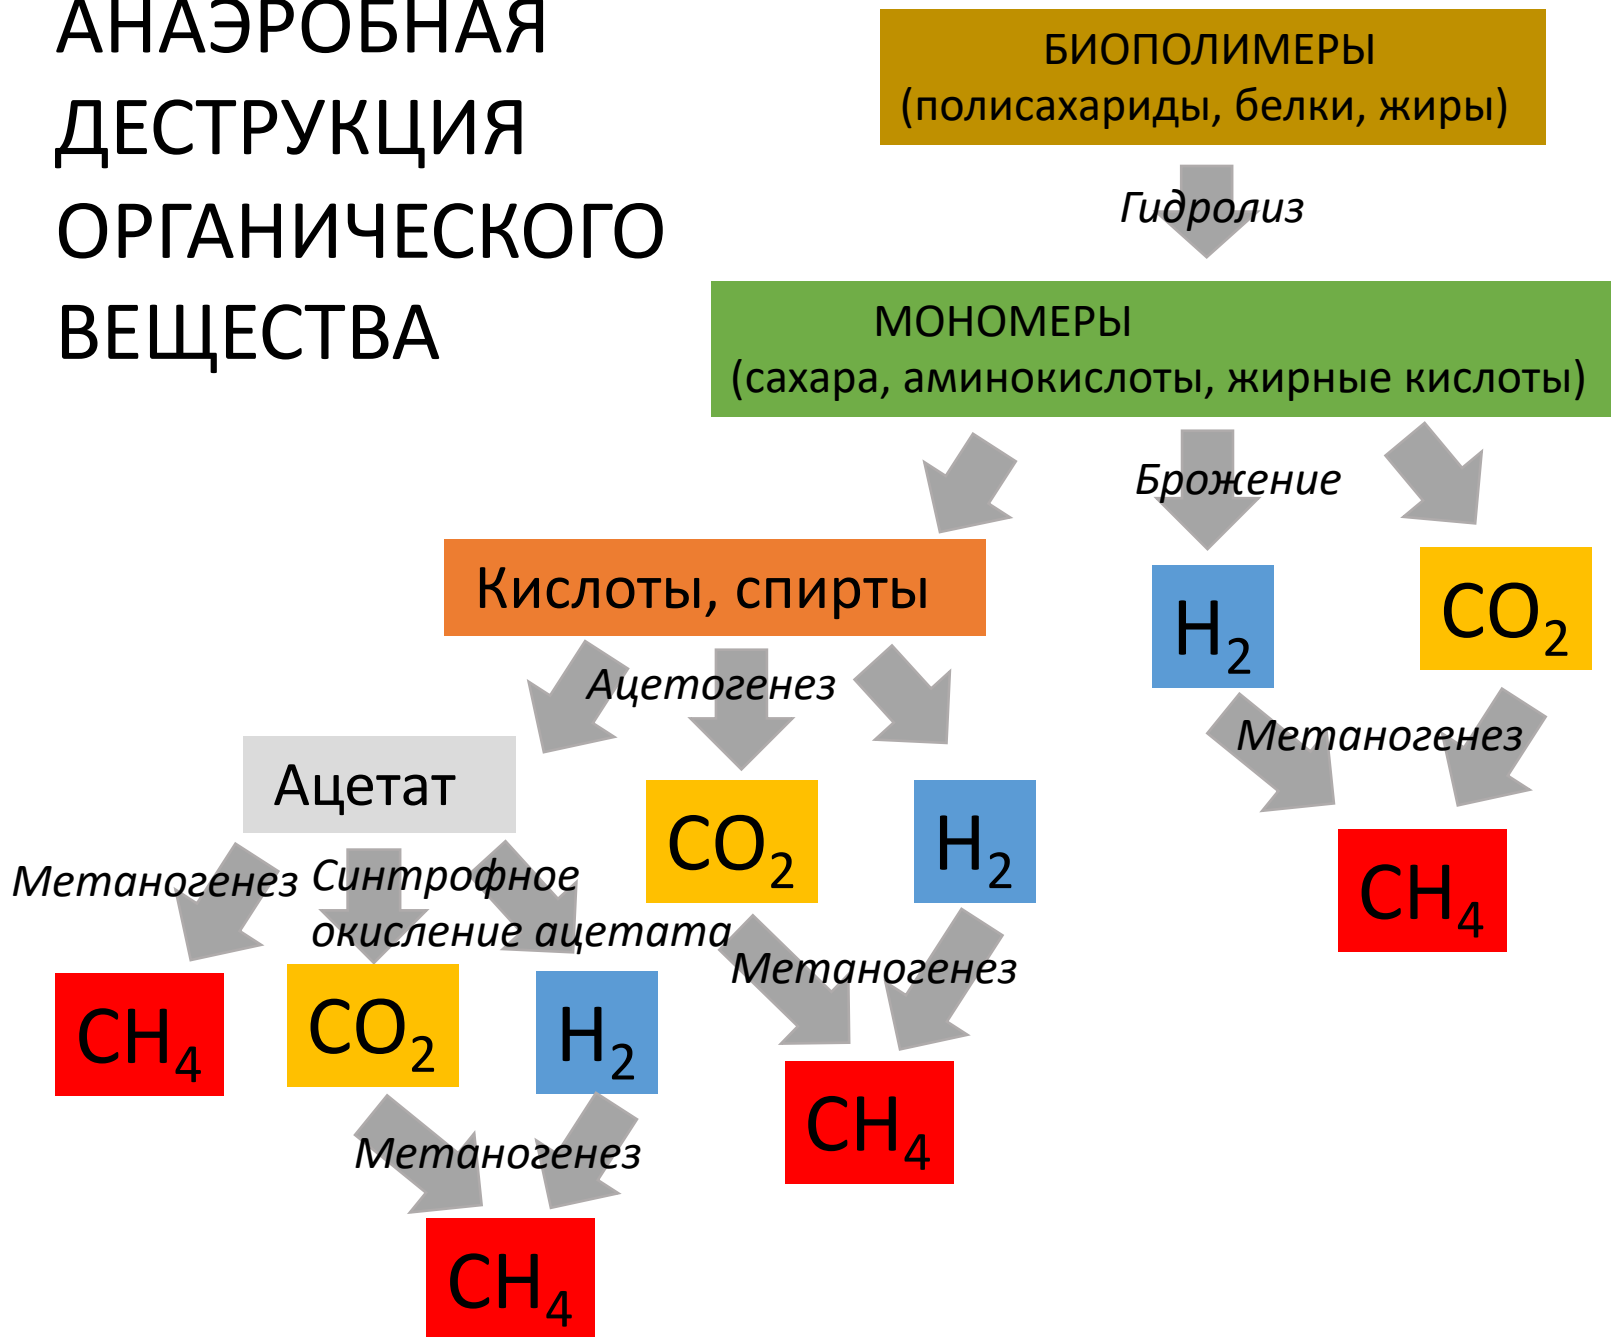 АНАЭРОБНАЯ
ДЕСТРУКЦИЯ
ОРГАНИЧЕСКОГО
ВЕЩЕСТВА
БИОПОЛИМЕРЫ
(полисахариды, белки, жиры)
Гидролиз
МОНОМЕРЫ
(сахара, аминокислоты, жирные кислоты)
Брожение
Кислоты, спирты
H₂
CO₂
Ацетогенез
Метаногенез
Ацетат
CO₂
H₂
CH₄
Метаногенез
Синтрофное
окисление ацетата
Метаногенез
CH₄
CO₂
H₂
CH₄
Метаногенез
CH₄